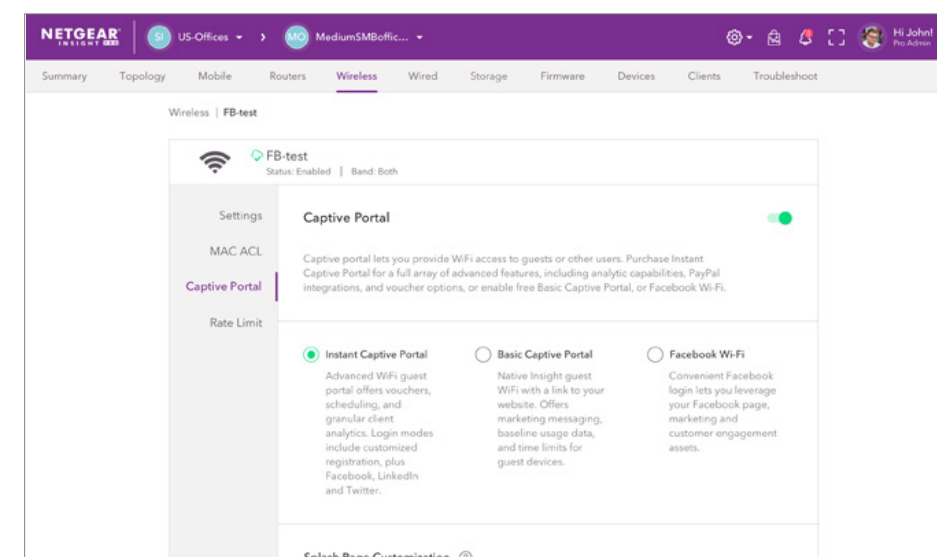 NETGEAR®
INSIGHT PRO
SI US-Offices > MO MediumSMBoffic... Hi John!
Pro Admin
Summary Topology Mobile Routers Wireless Wired Storage Firmware Devices Clients Troubleshoot
Wireless | FB-test
FB-test
Status: Enabled | Band: Both
Settings
MAC ACL
Captive Portal
Rate Limit
Captive Portal
Captive portal lets you provide WiFi access to guests or other users. Purchase Instant
Captive Portal for a full array of advanced features, including analytic capabilities, PayPal
integrations, and voucher options, or enable free Basic Captive Portal, or Facebook Wi-Fi.
Instant Captive Portal
Advanced WiFi guest
portal offers vouchers,
scheduling, and
granular client
analytics. Login modes
include customized
registration, plus
Facebook, LinkedIn
and Twitter.
Basic Captive Portal
Native Insight guest
WiFi with a link to your
website. Offers
marketing messaging,
baseline usage data,
and time limits for
guest devices.
Facebook Wi-Fi
Convenient Facebook
login lets you leverage
your Facebook page,
marketing and
customer engagement
assets.
Splash Page Customization